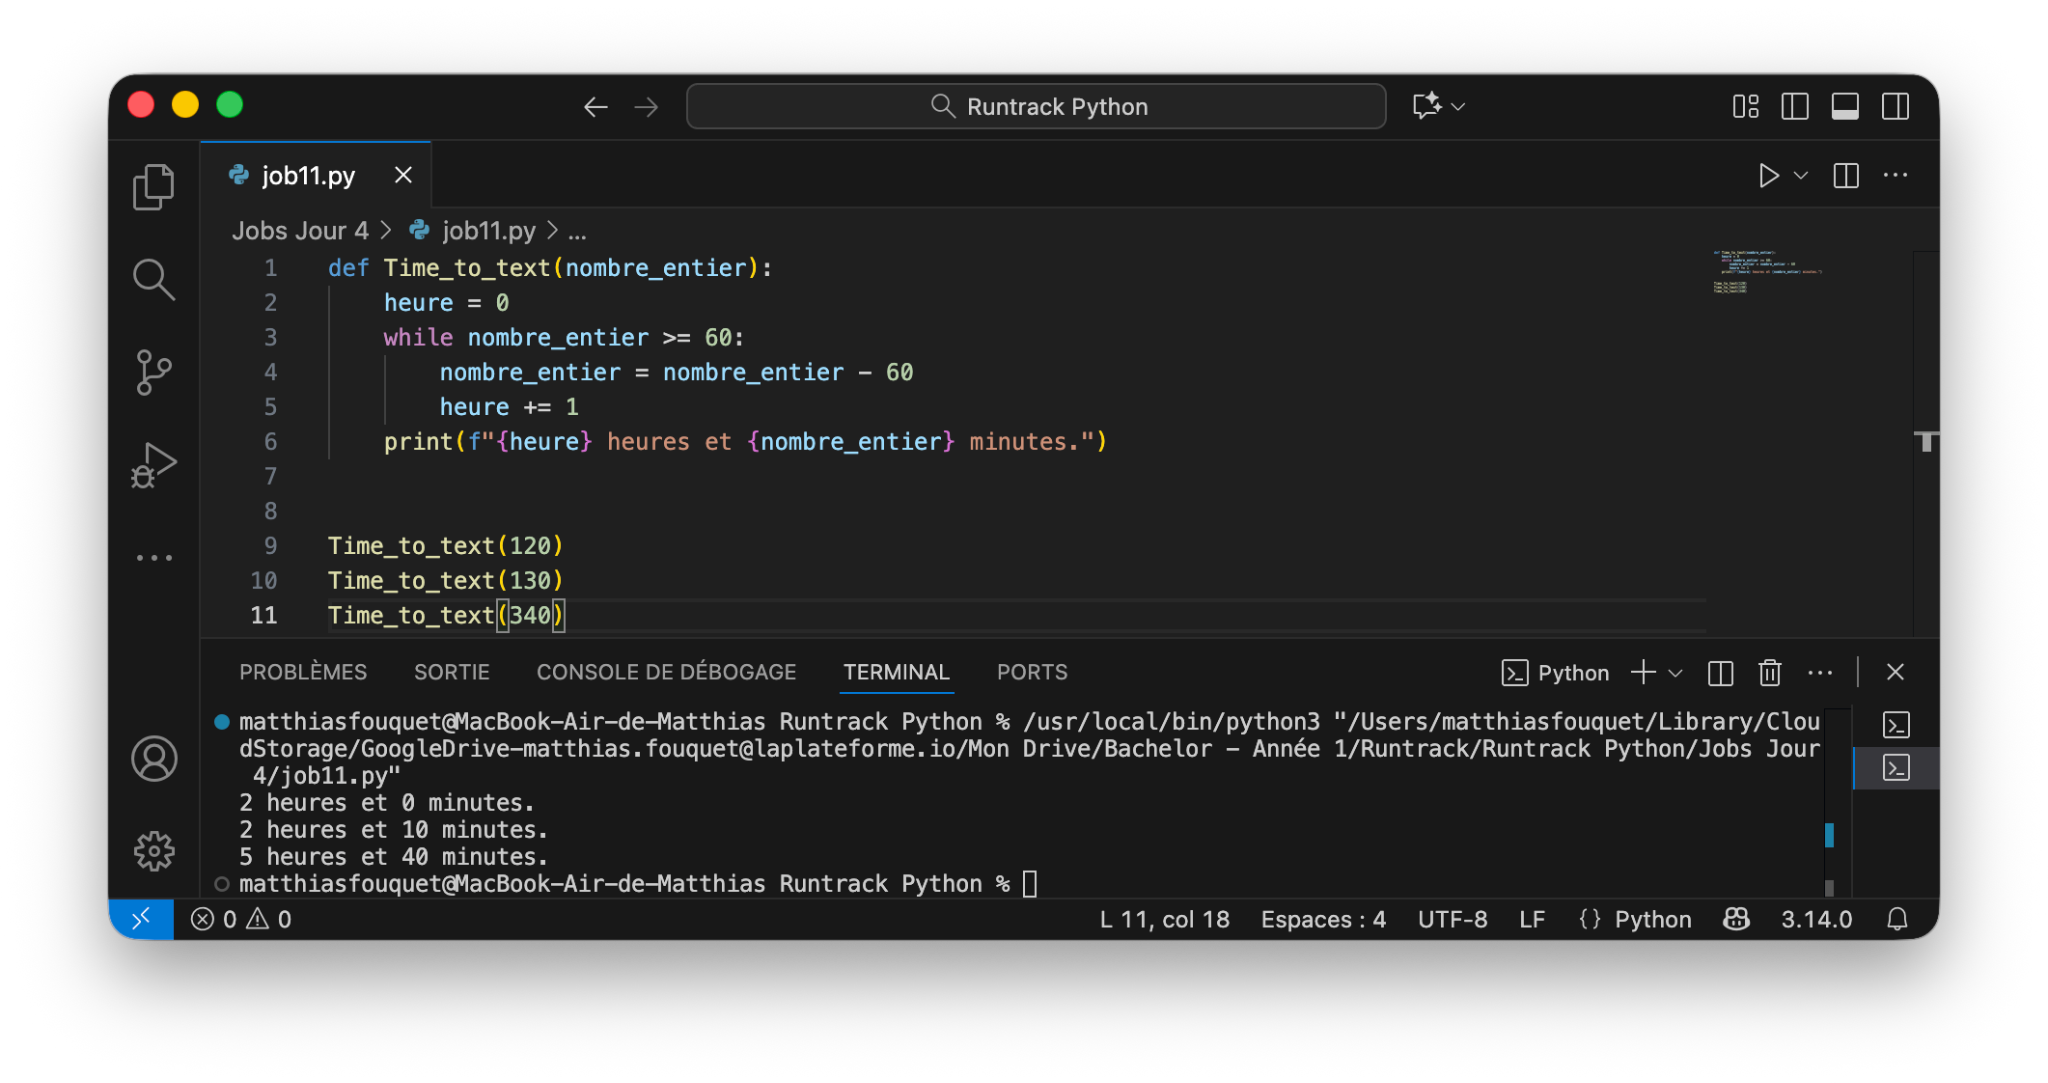 Runtrack Python
job11.py
Jobs Jour 4 > job11.py > ...
1 def Time_to_text(nombre_entier):
2 heure = 0
3 while nombre_entier >= 60:
4 nombre_entier = nombre_entier - 60
5 heure += 1
6 print(f"{heure} heures et {nombre_entier} minutes.")
7
8
9 Time_to_text(120)
10 Time_to_text(130)
11 Time_to_text(340)
PROBLÈMES SORTIE CONSOLE DE DÉBOGAGE TERMINAL PORTS Python
matthiasfouquet@MacBook-Air-de-Matthias Runtrack Python % /usr/local/bin/python3 "/Users/matthiasfouquet/Library/Clou
dStorage/GoogleDrive-matthias.fouquet@laplateforme.io/Mon Drive/Bachelor - Année 1/Runtrack/Runtrack Python/Jobs Jour
4/job11.py"
2 heures et 0 minutes.
2 heures et 10 minutes.
5 heures et 40 minutes.
matthiasfouquet@MacBook-Air-de-Matthias Runtrack Python %
0 0 L 11, col 18 Espaces : 4 UTF-8 LF {} Python 3.14.0